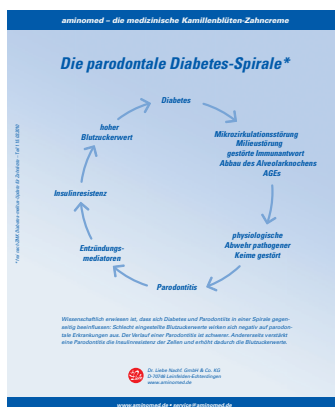 aminomed – die medizinische Kamillenblüten-Zahncreme
Die parodontale Diabetes-Spirale*
Diabetes
Mikrozirkulationsstörung
Milieustörung
gestörte Immunantwort
Abbau des Alveolarknochens
AGEs
physiologische
Abwehr pathogener
Keime gestört
Parodontitis
Entzündungs-
mediatoren
Insulinresistenz
hoher
Blutzuckerwert
Wissenschaftlich erwiesen ist, dass sich Diabetes und Parodontitis in einer Spirale gegen-
seitig beeinflussen: Schlecht eingestellte Blutzuckerwerte wirken sich negativ auf parodon-
tale Erkrankungen aus. Der Verlauf einer Parodontitis ist schwerer. Andererseits verstärkt
eine Parodontitis die Insulinresistenz der Zellen und erhöht dadurch die Blutzuckerwerte.
Dr. Liebe Nachf. GmbH & Co. KG
D-70746 Leinfelden-Echterdingen
www.aminomed.de
www.aminomed.de • service@aminomed.de